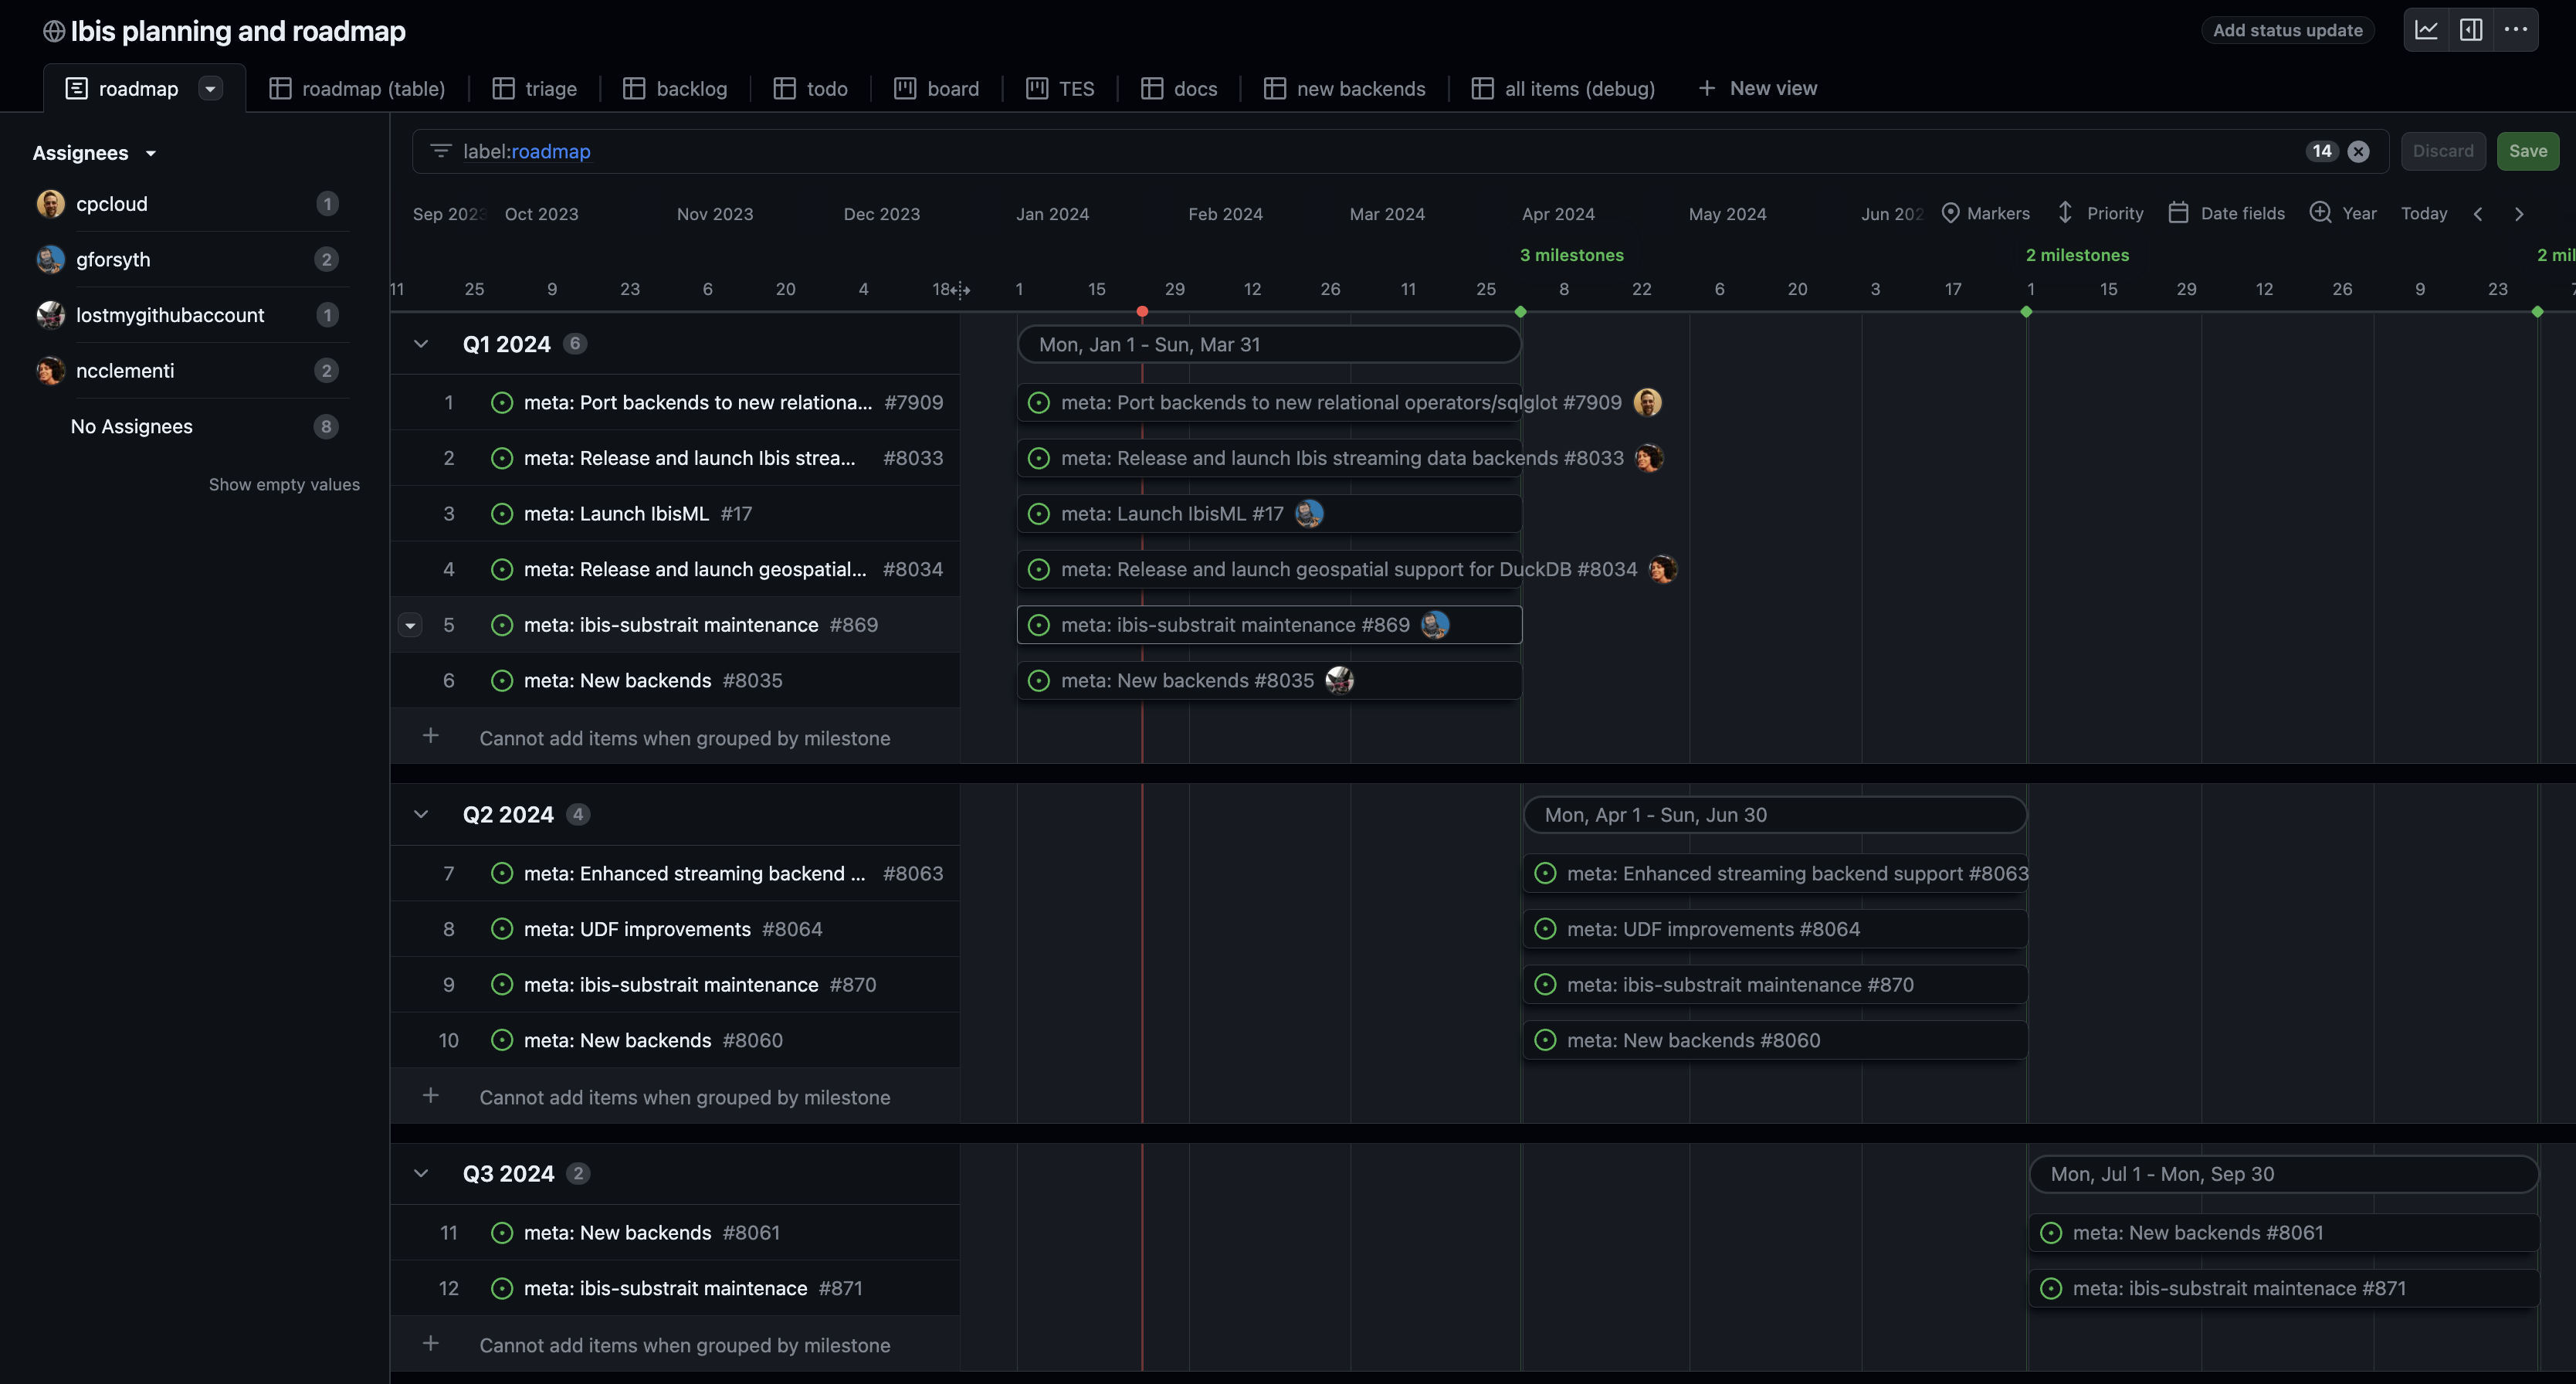 Ibis planning and roadmap
Add status update
roadmap
roadmap (table)
triage
backlog
todo
board
TES
docs
new backends
all items (debug)
New view
Assignees
cpcloud 1
gforsyth 2
lostmygithubaccount 1
ncclementi 2
No Assignees 8
Show empty values
label:roadmap
14
Discard
Save
Sep 2023 Oct 2023 Nov 2023 Dec 2023 Jan 2024 Feb 2024 Mar 2024 Apr 2024 May 2024 Jun 202
Markers Priority Date fields Year Today
3 milestones 2 milestones 2 mil
11 25 9 23 6 20 4 18 1 15 29 12 26 11 25 8 22 6 20 3 17 1 15 29 12 26 9 23 7
Q1 2024 6 Mon, Jan 1 - Sun, Mar 31
1 meta: Port backends to new relationa... #7909 meta: Port backends to new relational operators/sqlglot #7909
2 meta: Release and launch Ibis strea... #8033 meta: Release and launch Ibis streaming data backends #8033
3 meta: Launch IbisML #17 meta: Launch IbisML #17
4 meta: Release and launch geospatial... #8034 meta: Release and launch geospatial support for DuckDB #8034
5 meta: ibis-substrait maintenance #869 meta: ibis-substrait maintenance #869
6 meta: New backends #8035 meta: New backends #8035
Cannot add items when grouped by milestone
Q2 2024 4 Mon, Apr 1 - Sun, Jun 30
7 meta: Enhanced streaming backend ... #8063 meta: Enhanced streaming backend support #8063
8 meta: UDF improvements #8064 meta: UDF improvements #8064
9 meta: ibis-substrait maintenance #870 meta: ibis-substrait maintenance #870
10 meta: New backends #8060 meta: New backends #8060
Cannot add items when grouped by milestone
Q3 2024 2 Mon, Jul 1 - Mon, Sep 30
11 meta: New backends #8061 meta: New backends #8061
12 meta: ibis-substrait maintenace #871 meta: ibis-substrait maintenace #871
Cannot add items when grouped by milestone